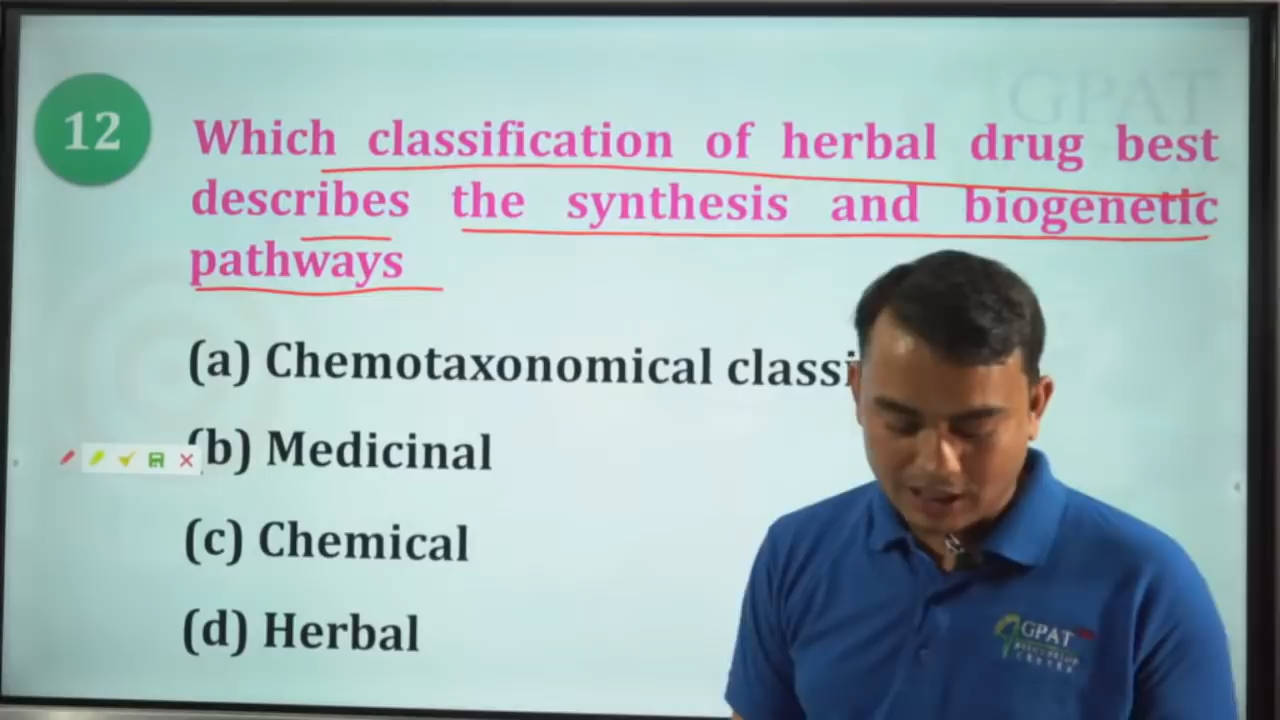 GPAT
12
Which classification of herbal drug best
describes the synthesis and biogenetic
pathways
(a) Chemotaxonomical classi
(b) Medicinal
(c) Chemical
(d) Herbal
GPAT